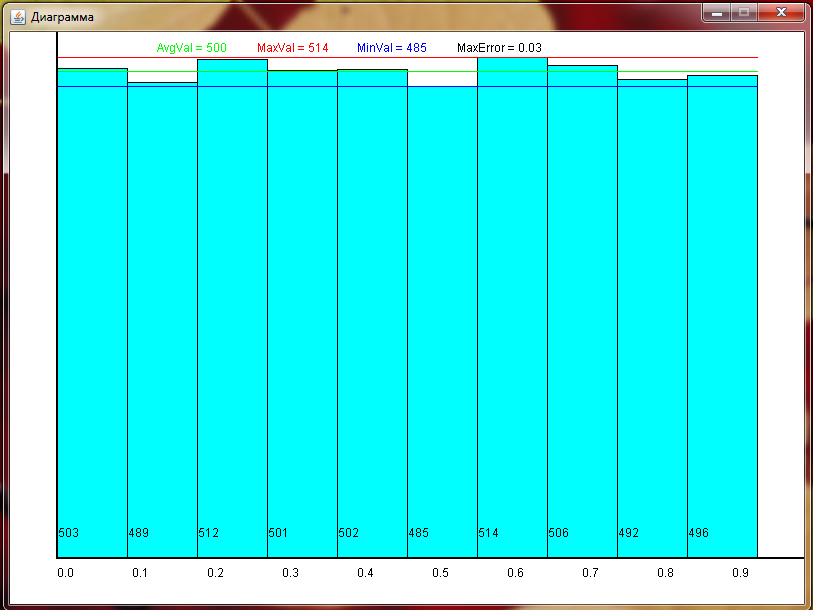 Диаграмма
AvgVal = 500 MaxVal = 514 MinVal = 485 MaxError = 0.03
503 489 512 501 502 485 514 506 492 496
0.0 0.1 0.2 0.3 0.4 0.5 0.6 0.7 0.8 0.9